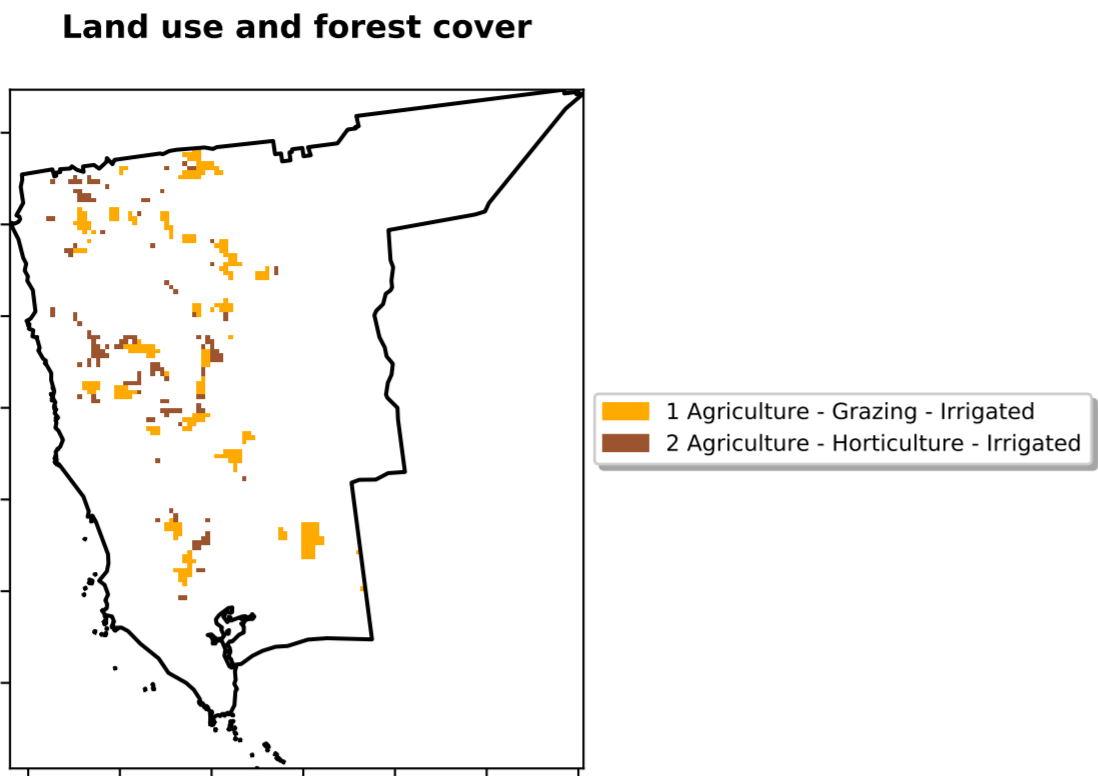 Land use and forest cover
1 Agriculture - Grazing - Irrigated
2 Agriculture - Horticulture - Irrigated